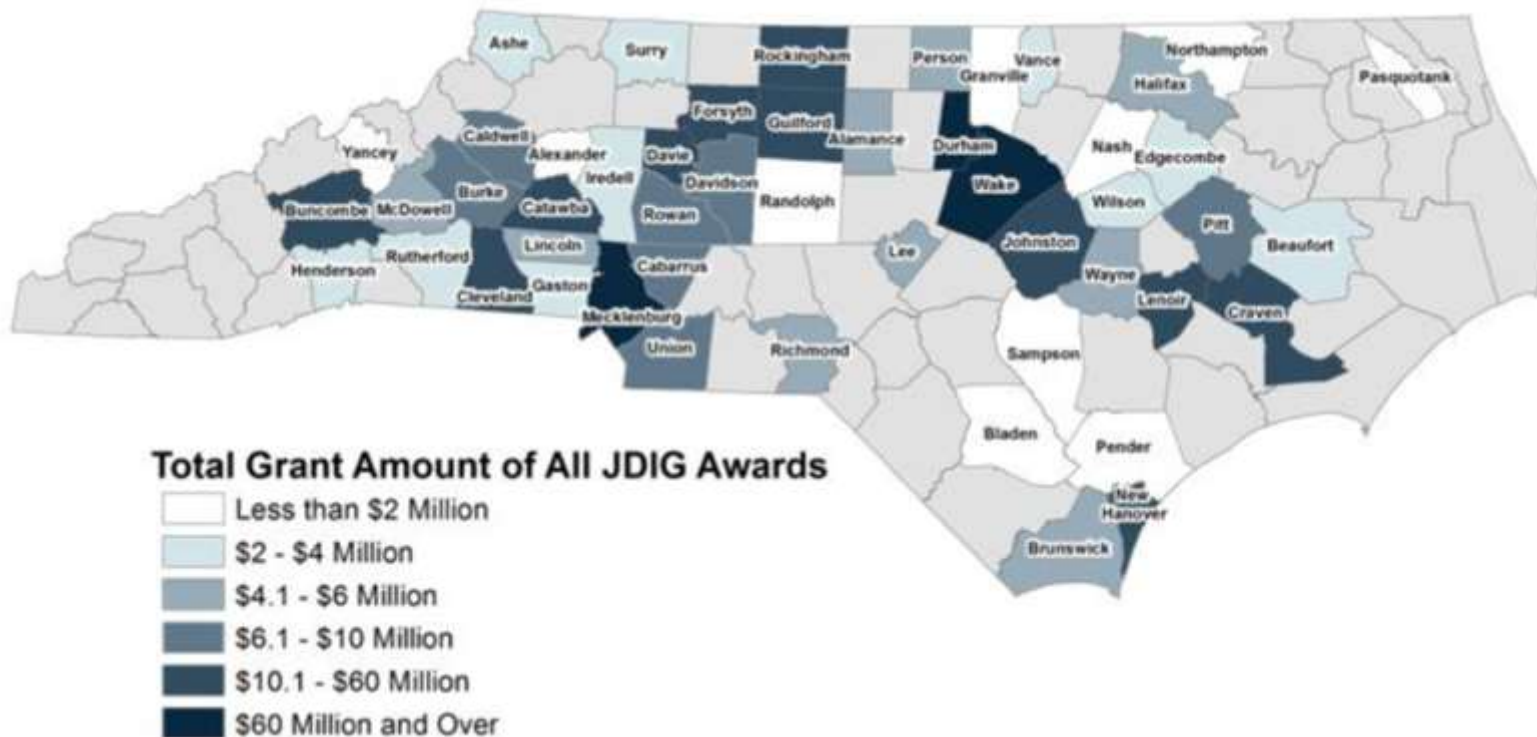 Ashe
Surry
Rockingham
Person
Granville
Vance
Northampton
Halifax
Pasquotank
Forsyth
Guilford
Alamance
Durham
Nash
Edgecombe
Caldwell
Yancey
Alexander
Iredell
Davie
Davidson
Wake
Burke
Buncombe
McDowell
Catawba
Rowan
Randolph
Wilson
Pitt
Beaufort
Rutherford
Lincoln
Lee
Johnston
Henderson
Gaston
Cabarrus
Wayne
Cleveland
Lenoir
Craven
Mecklenburg
Union
Richmond
Sampson
Bladen
Pender
New
Hanover
Brunswick
Total Grant Amount of All JDIG Awards
Less than $2 Million
$2 - $4 Million
$4.1 - $6 Million
$6.1 - $10 Million
$10.1 - $60 Million
$60 Million and Over